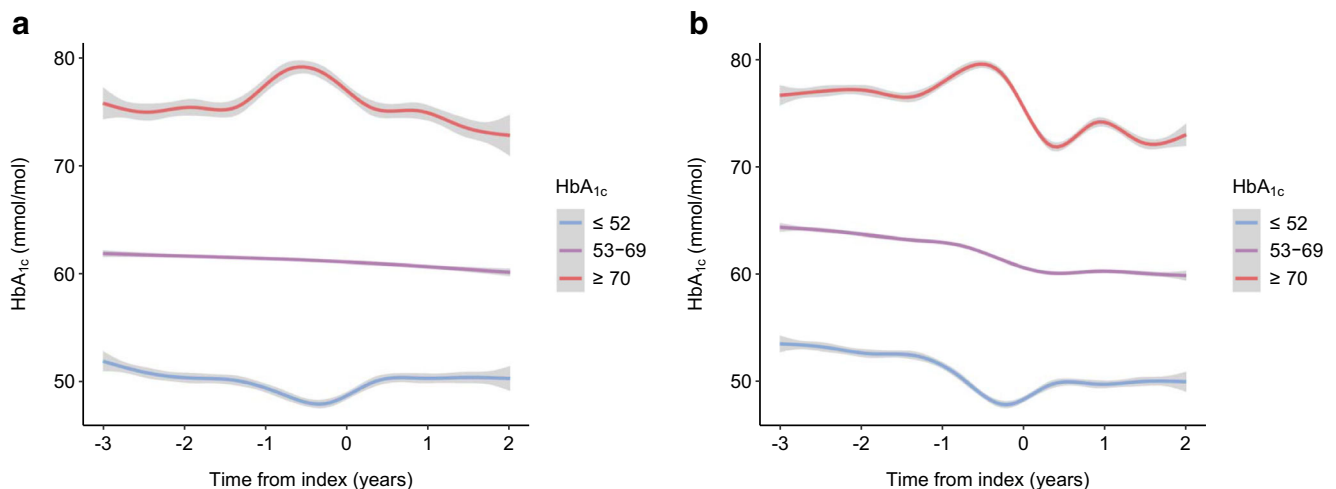 a
80
70
60
50
HbA1c (mmol/mol)
-3 -2 -1 0 1 2
Time from index (years)
HbA1c
≤ 52
53−69
≥ 70
b
80
70
60
50
HbA1c (mmol/mol)
-3 -2 -1 0 1 2
Time from index (years)
HbA1c
≤ 52
53−69
≥ 70